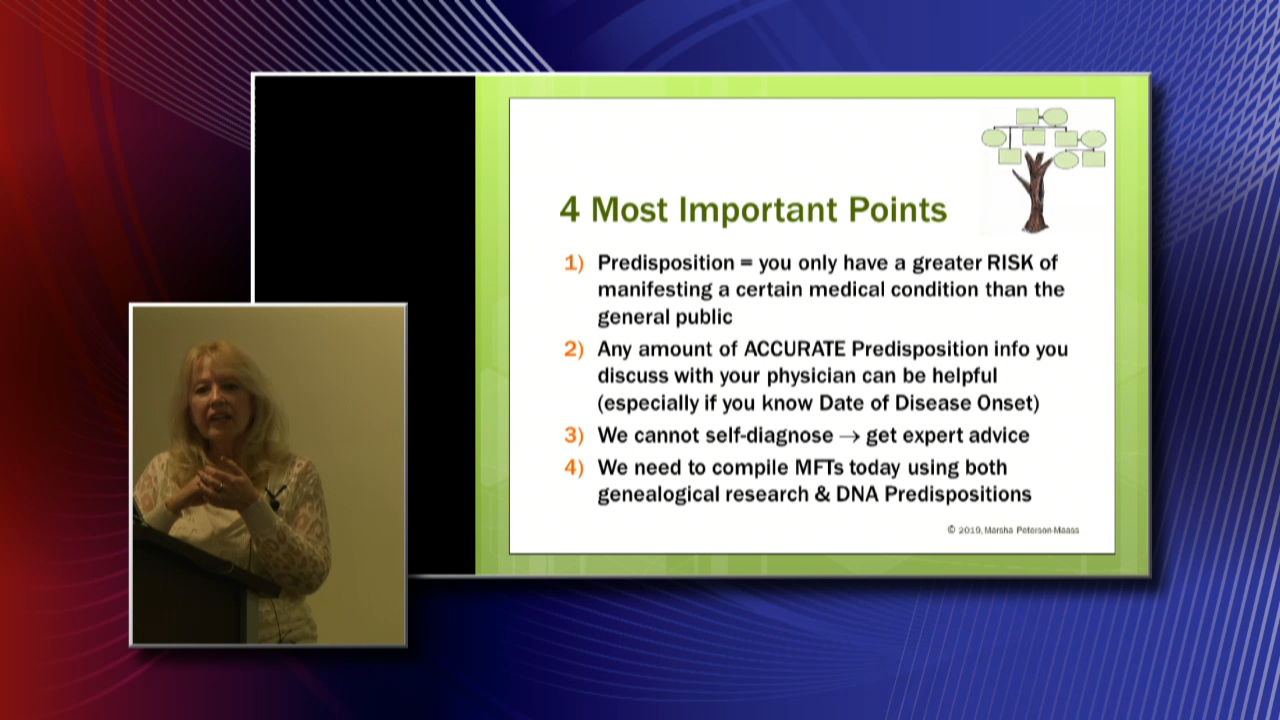 4 Most Important Points
1) Predisposition = you only have a greater RISK of
manifesting a certain medical condition than the
general public
2) Any amount of ACCURATE Predisposition info you
discuss with your physician can be helpful
(especially if you know Date of Disease Onset)
3) We cannot self-diagnose → get expert advice
4) We need to compile MFTs today using both
genealogical research & DNA Predispositions
© 2019, Marsha Peterson-Maass